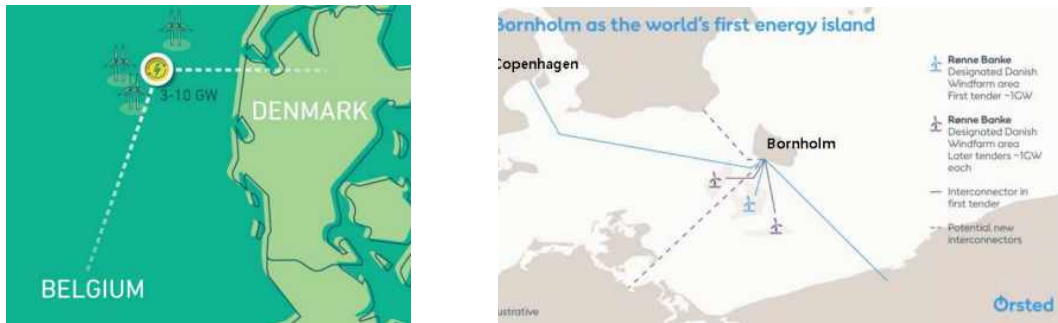 3-10 GW
DENMARK
BELGIUM
Bornholm as the world's first energy island
Copenhagen
Bornholm
Rønne Banke
Designated Danish
Windfarm area
First tender ~1GW
Rønne Banke
Designated Danish
Windfarm area
Later tenders ~1GW
each
Interconnector in
first tender
Potential new
interconnectors
ustrative
Ørsted